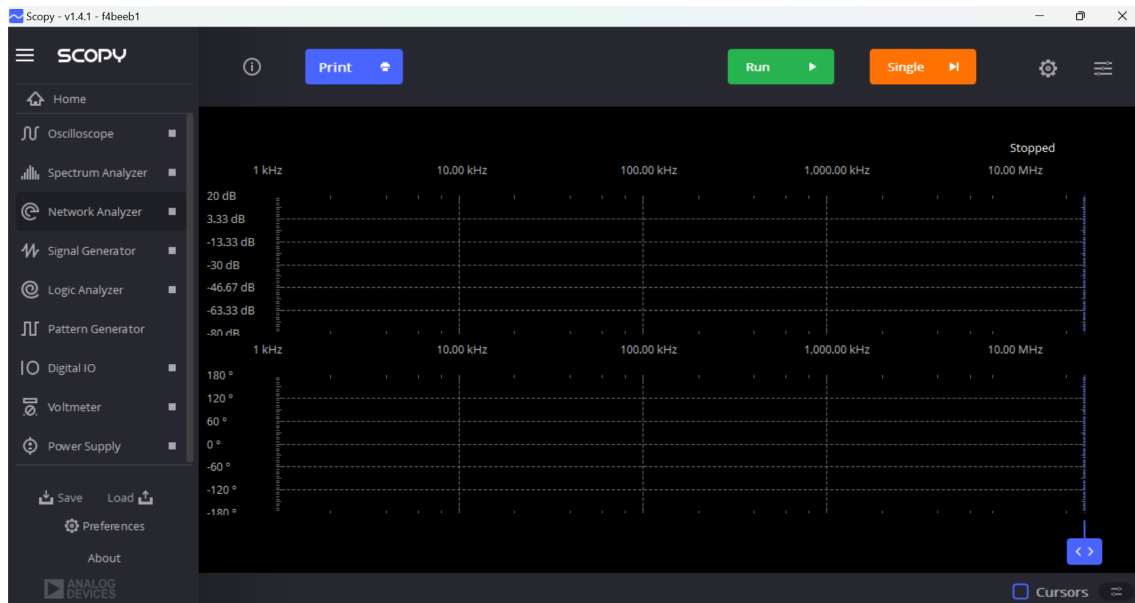 Scopy - v1.4.1 - f4beeb1
SCOPY
Print
Run
Single
Home
Oscilloscope
Spectrum Analyzer
Network Analyzer
Signal Generator
Logic Analyzer
Pattern Generator
Digital IO
Voltmeter
Power Supply
Save
Load
Preferences
About
ANALOG
DEVICES
Stopped
1 kHz 10.00 kHz 100.00 kHz 1,000.00 kHz 10.00 MHz
20 dB
3.33 dB
-13.33 dB
-30 dB
-46.67 dB
-63.33 dB
-80 dB
1 kHz 10.00 kHz 100.00 kHz 1,000.00 kHz 10.00 MHz
180 °
120 °
60 °
0 °
-60 °
-120 °
-180 °
Cursors